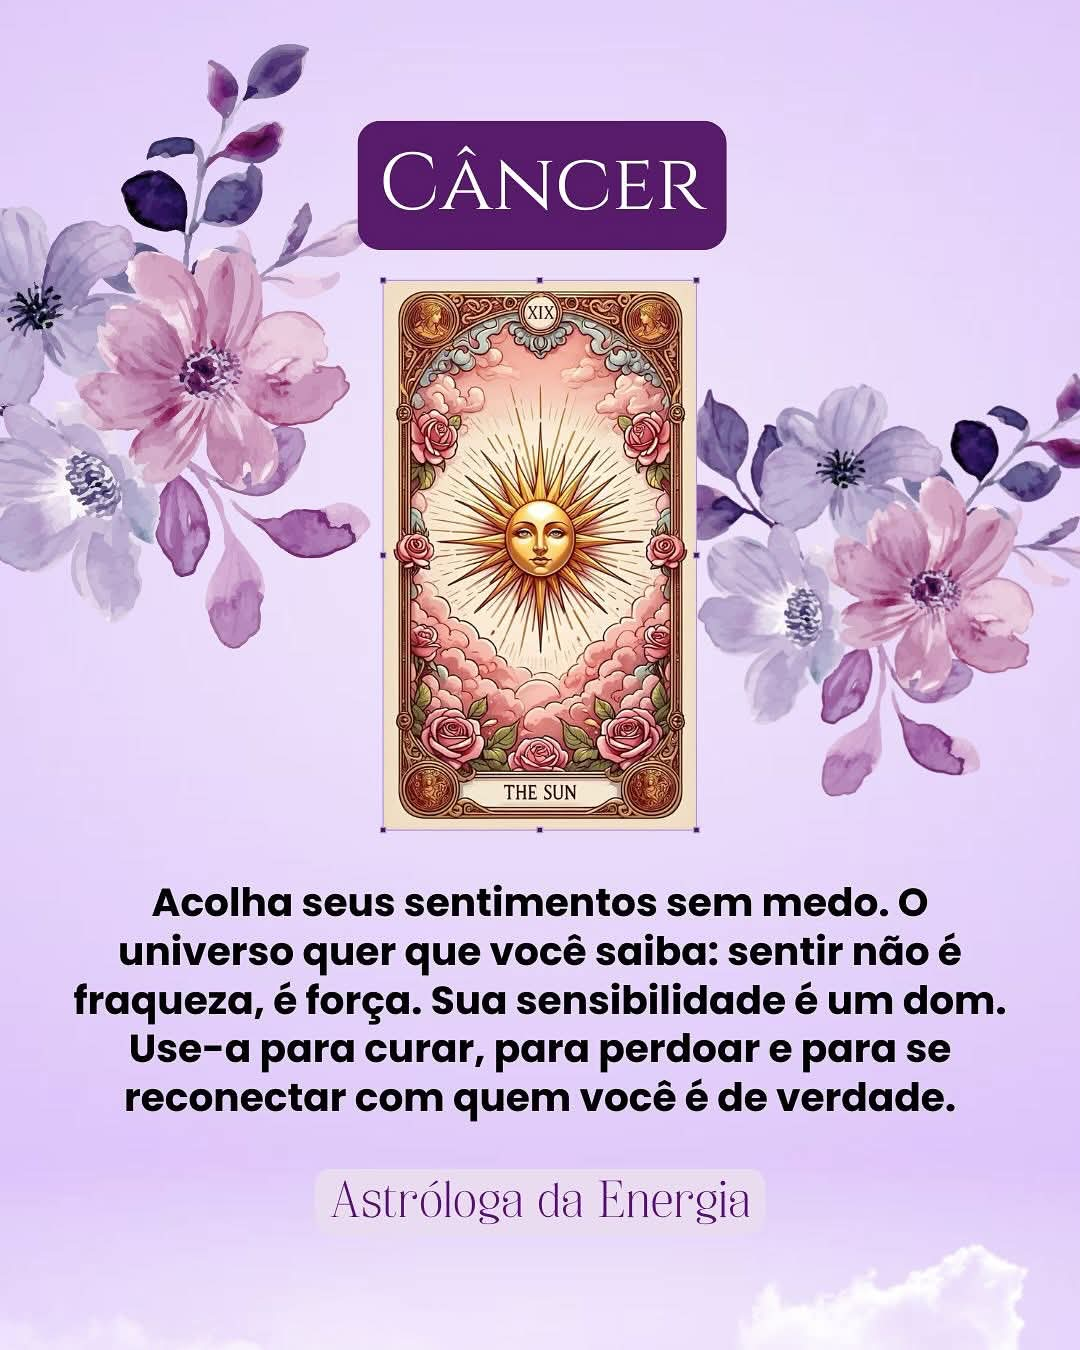 Câncer
XIX
THE SUN
Acolha seus sentimentos sem medo. O
universo quer que você saiba: sentir não é
fraqueza, é força. Sua sensibilidade é um dom.
Use-a para curar, para perdoar e para se
reconectar com quem você é de verdade.
Astróloga da Energia